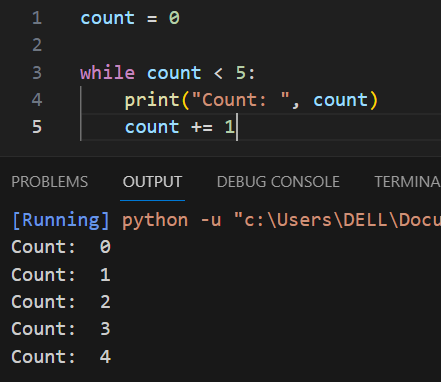 1 count = 0
2
3 while count < 5:
4     print("Count: ", count)
5     count += 1
PROBLEMS OUTPUT DEBUG CONSOLE TERMINA
[Running] python -u "c:\Users\DELL\Docu
Count:  0
Count:  1
Count:  2
Count:  3
Count:  4